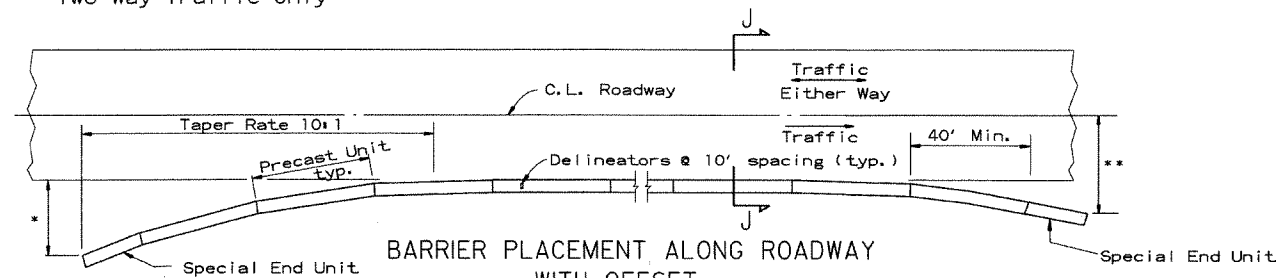 Two Way Traffic Only
J
Traffic
Either Way
C.L. Roadway
Taper Rate 10:1
Traffic
40' Min.
Precast Unit
typ.
Delineators @ 10' spacing (typ.)
*
**
J
BARRIER PLACEMENT ALONG ROADWAY
WITH OFFSET
Special End Unit
Special End Unit